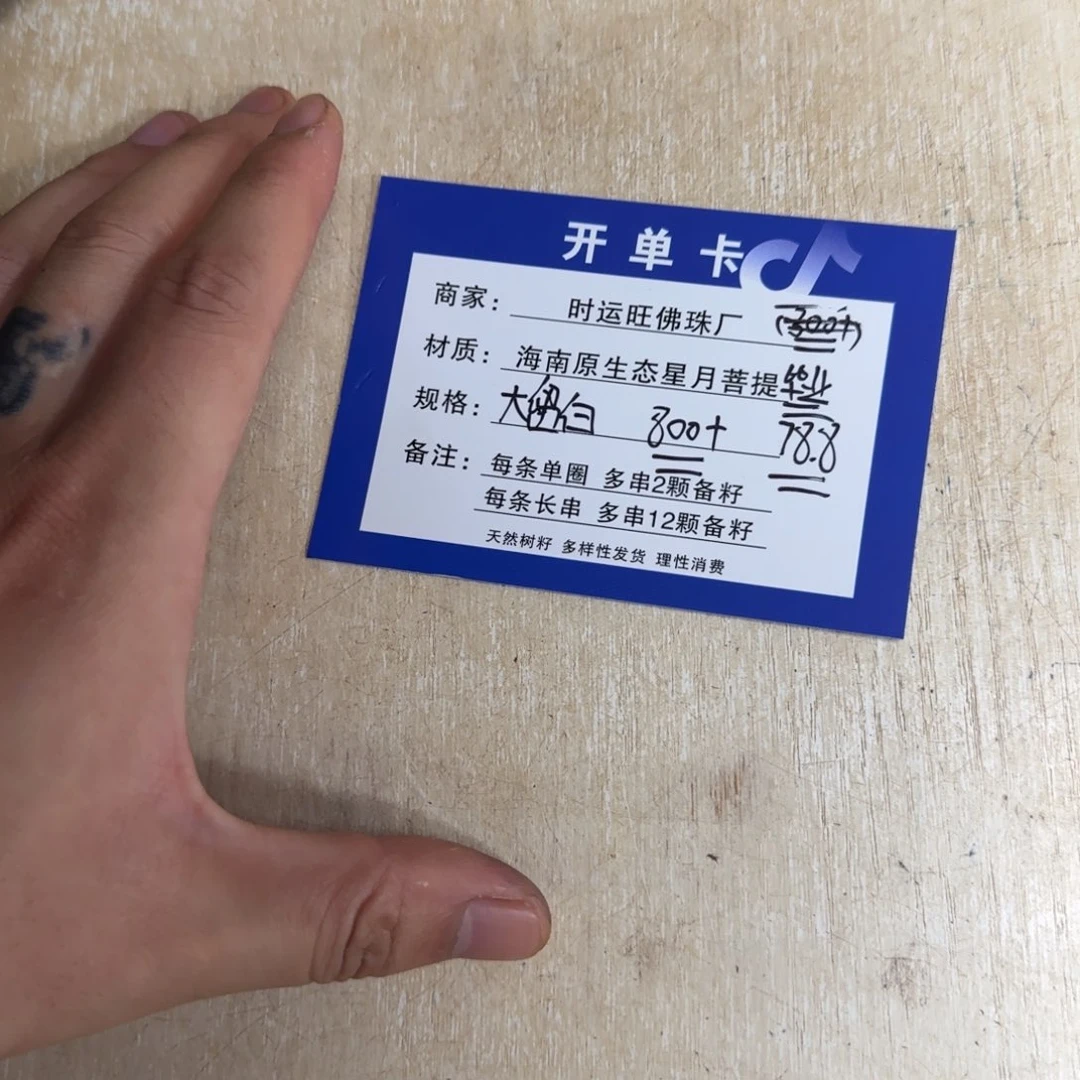 开单卡
商家： 时运旺佛珠厂
材质： 海南原生态星月菩提
规格： 大 白 800+ 78.8
备注： 每条单圈 多串2颗备籽
每条长串 多串12颗备籽
天然树籽 多样性发货 理性消费